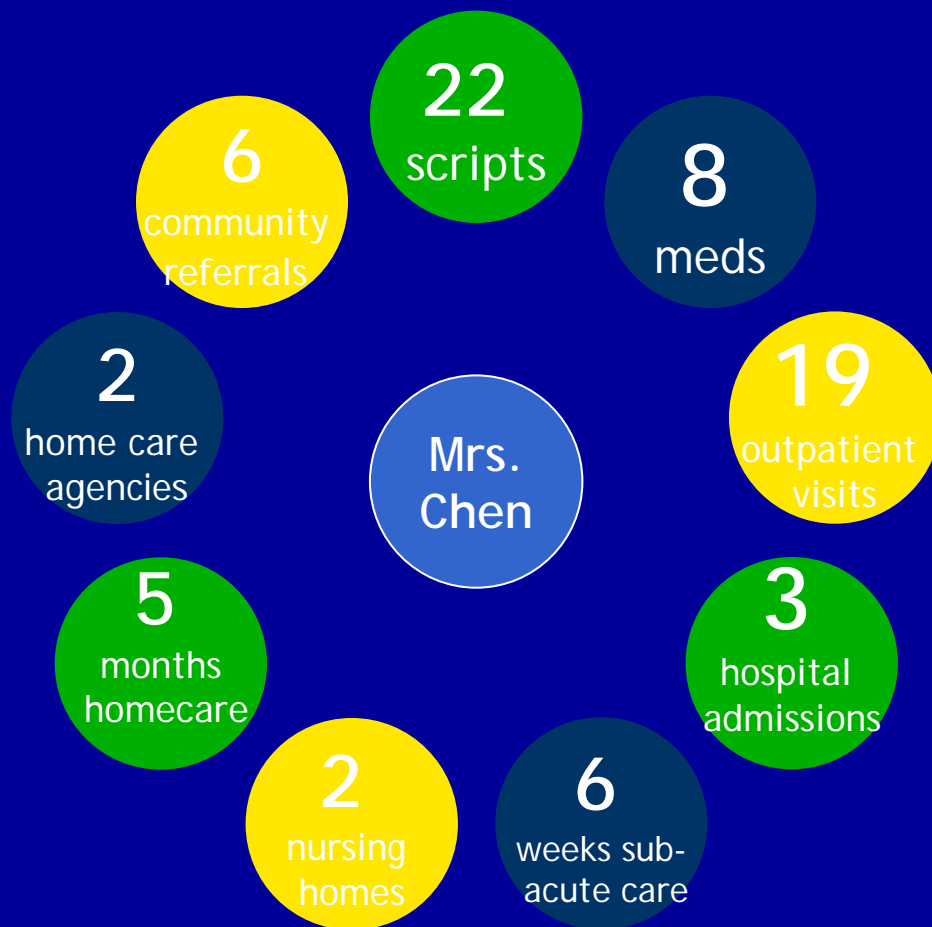 22
scripts
8
meds
19
outpatient
visits
3
hospital
admissions
6
weeks sub-
acute care
2
nursing
homes
5
months
homecare
2
home care
agencies
6
community
referrals
Mrs.
Chen